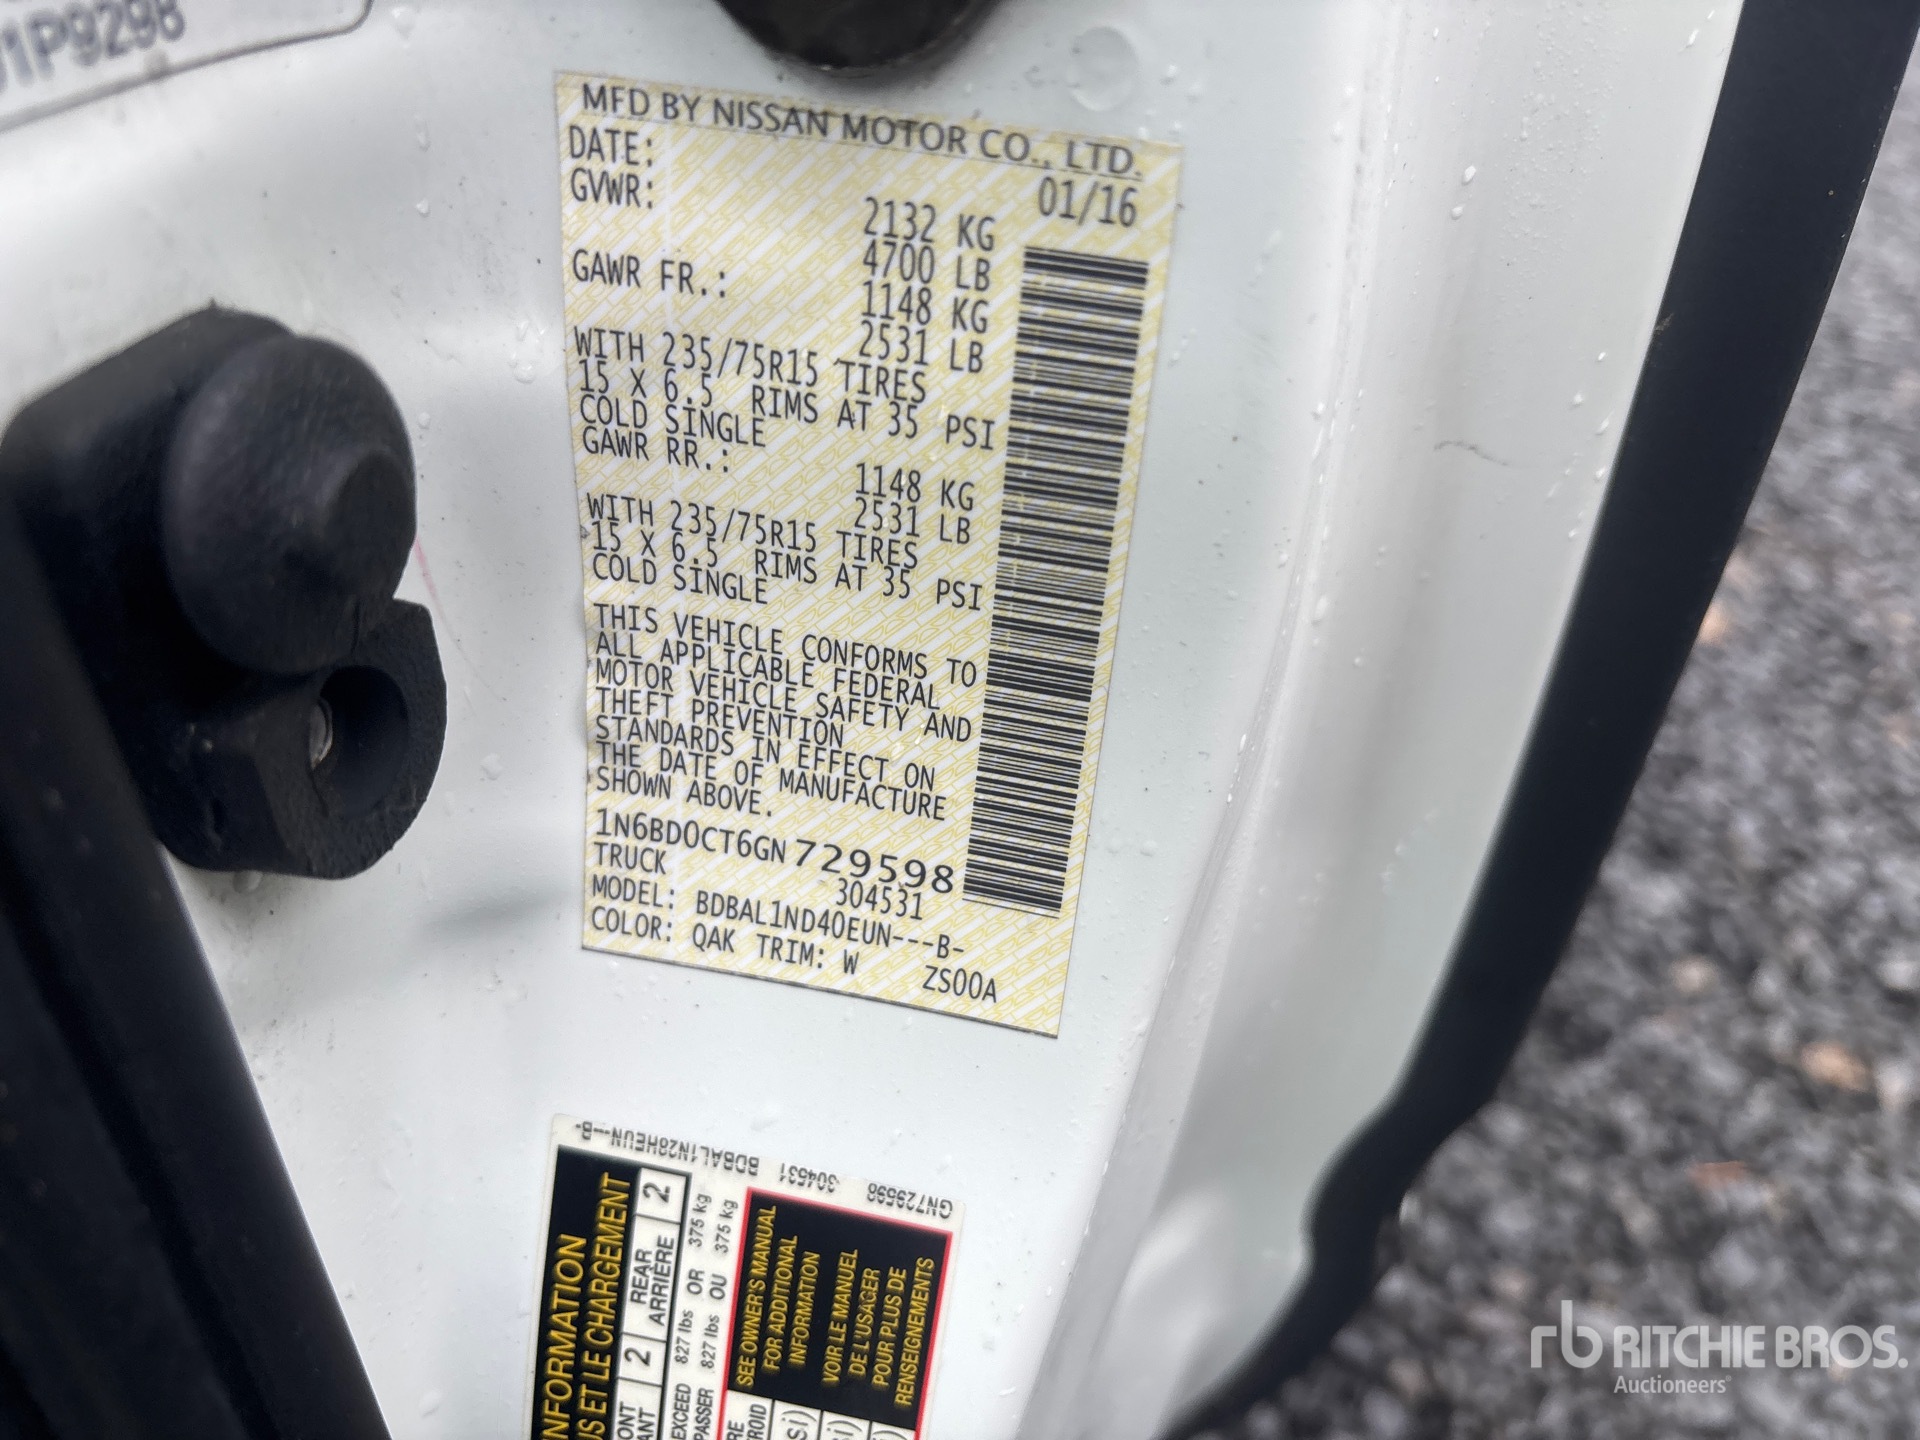 1P9298
MFD BY NISSAN MOTOR CO., LTD.
DATE: 01/16
GVWR: 2132 KG
4700 LB
GAWR FR.: 1148 KG
2531 LB
WITH 235/75R15 TIRES
15 X 6.5 RIMS AT 35 PSI
COLD SINGLE
GAWR RR.: 1148 KG
2531 LB
WITH 235/75R15 TIRES
15 X 6.5 RIMS AT 35 PSI
COLD SINGLE
THIS VEHICLE CONFORMS TO
ALL APPLICABLE FEDERAL
MOTOR VEHICLE SAFETY AND
THEFT PREVENTION
STANDARDS IN EFFECT ON
THE DATE OF MANUFACTURE
SHOWN ABOVE.
1N6BD0CT6GN729598
TRUCK 304531
MODEL: BDBAL1ND40EUN---B-
COLOR: QAK TRIM: W ZS00A
GN729598 304531 BDBAL1N28HEUN---B-
INFORMATION
ET LE CHARGEMENT
2 REAR 2
ARRIÈRE
EXCEED 827 lbs OR 375 kg
827 lbs OU 375 kg
SEE OWNER'S MANUAL
FOR ADDITIONAL
INFORMATION
VOIR LE MANUEL
DE L'USAGER
POUR PLUS DE
RENSEIGNEMENTS
rb RITCHIE BROS.
Auctioneers